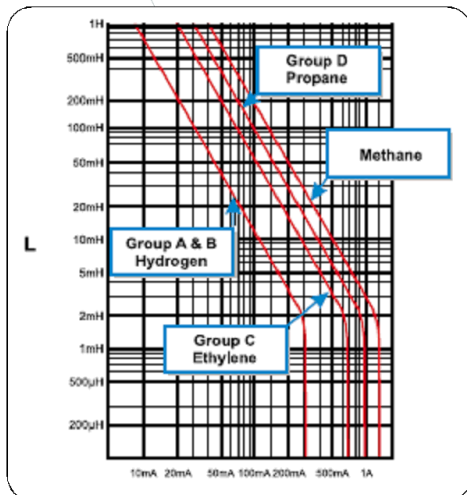 1H
500mH
200mH
100mH
50mH
20mH
10mH
5mH
2mH
1mH
500µH
200µH
L
Group D
Propane
Methane
Group A & B
Hydrogen
Group C
Ethylene
10mA 20mA 50mA 100mA 200mA 500mA 1A